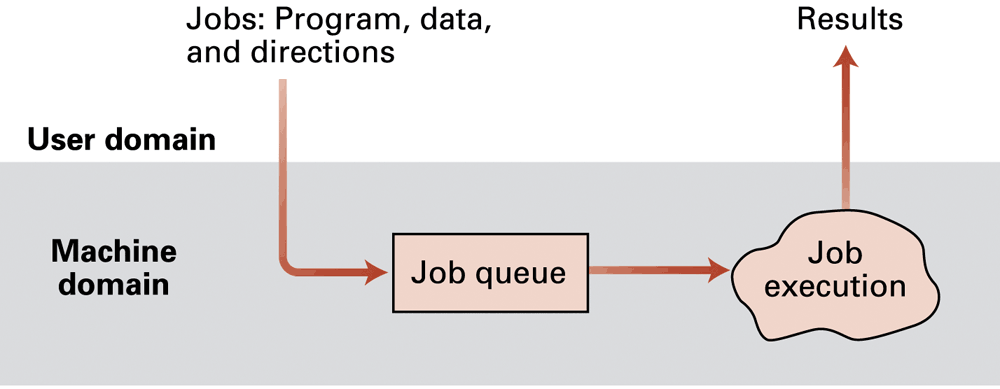 Jobs: Program, data,
and directions
Results
User domain
Machine
domain
Job queue
Job
execution